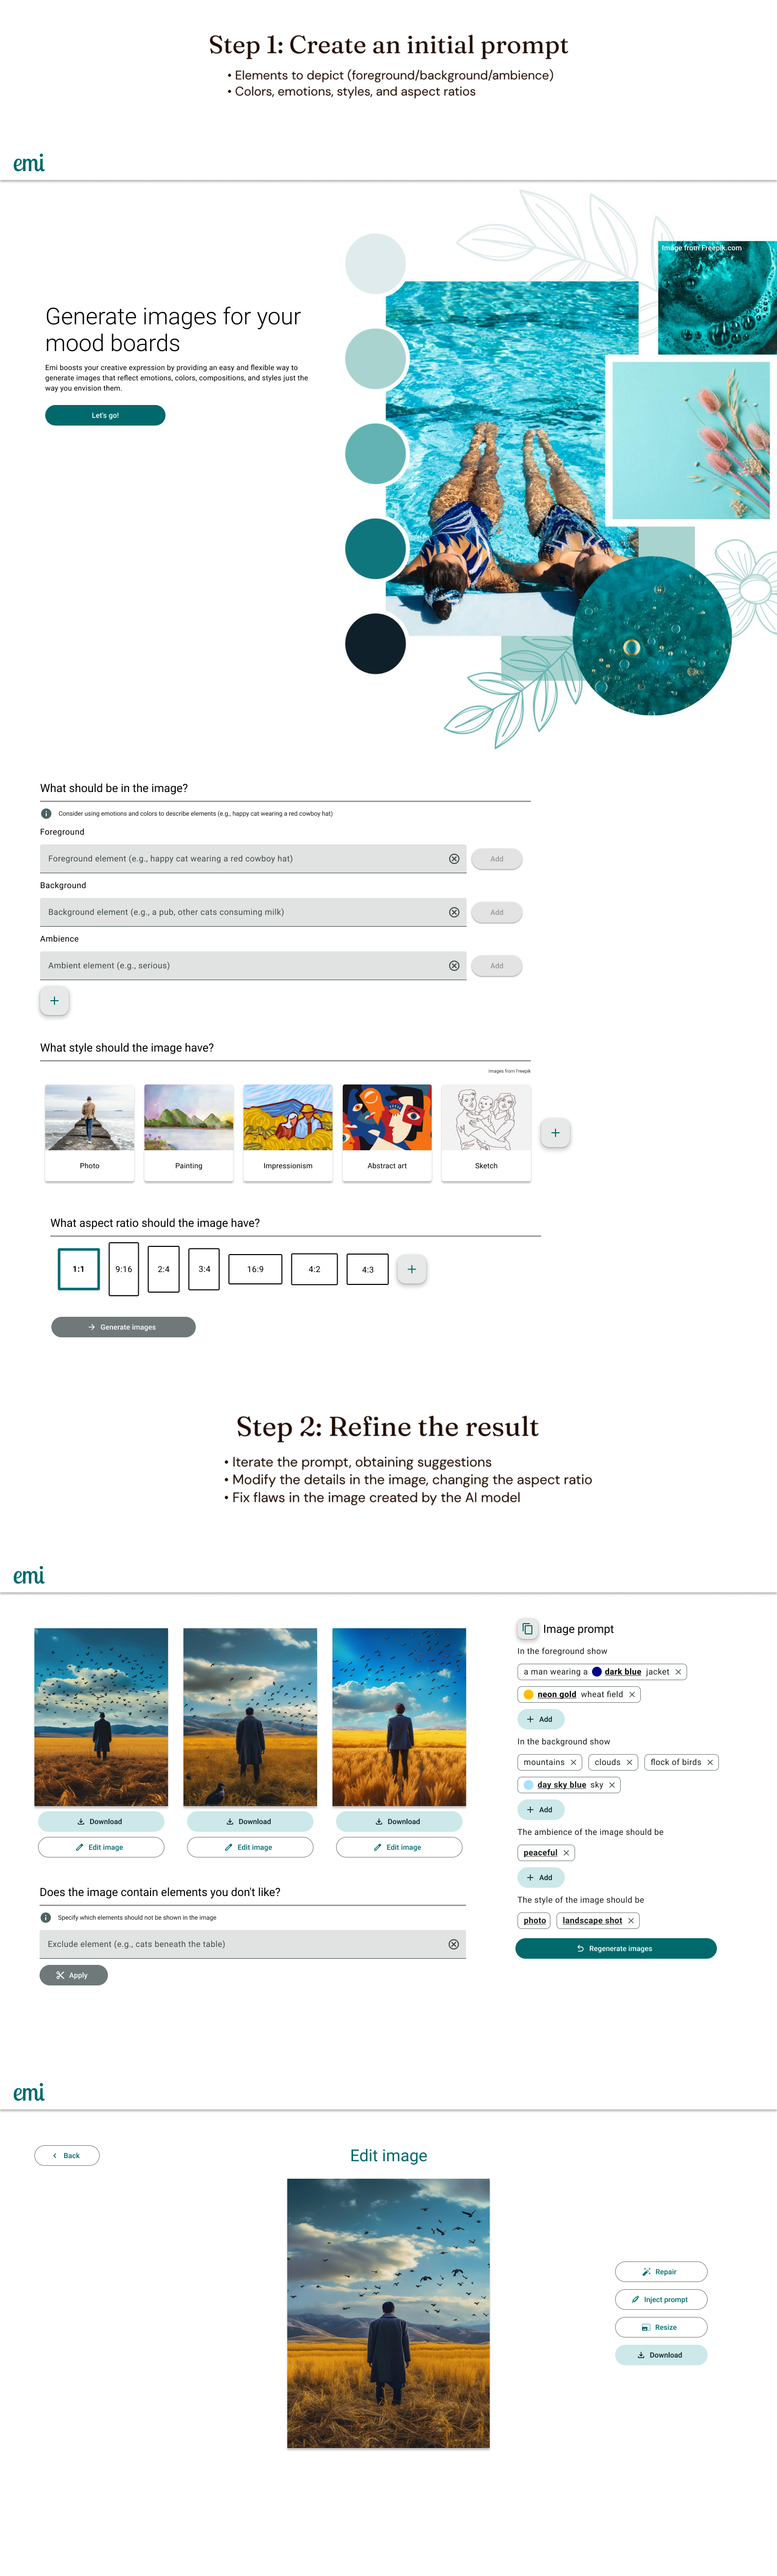 Step 1: Create an initial prompt
• Elements to depict (foreground/background/ambience)
• Colors, emotions, styles, and aspect ratios
emi
Image from Freepik.com
Generate images for your
mood boards
Emi boosts your creative expression by providing an easy and flexible way to
generate images that reflect emotions, colors, compositions, and styles just the
way you envision them.
Let's go!
What should be in the image?
Consider using emotions and colors to describe elements (e.g., happy cat wearing a red cowboy hat)
Foreground
Foreground element (e.g., happy cat wearing a red cowboy hat)
Add
Background
Background element (e.g., a pub, other cats consuming milk)
Add
Ambience
Ambient element (e.g., serious)
Add
What style should the image have?
Images from Freepik
Photo
Painting
Impressionism
Abstract art
Sketch
What aspect ratio should the image have?
1:1
9:16
2:4
3:4
16:9
4:2
4:3
Generate images
Step 2: Refine the result
• Iterate the prompt, obtaining suggestions
• Modify the details in the image, changing the aspect ratio
• Fix flaws in the image created by the AI model
emi
Download
Edit image
Download
Edit image
Download
Edit image
Does the image contain elements you don't like?
Specify which elements should not be shown in the image
Exclude element (e.g., cats beneath the table)
Apply
Image prompt
In the foreground show
a man wearing a dark blue jacket
neon gold wheat field
Add
In the background show
mountains
clouds
flock of birds
day sky blue sky
Add
The ambience of the image should be
peaceful
Add
The style of the image should be
photo
landscape shot
Regenerate images
emi
Back
Edit image
Repair
Inject prompt
Resize
Download